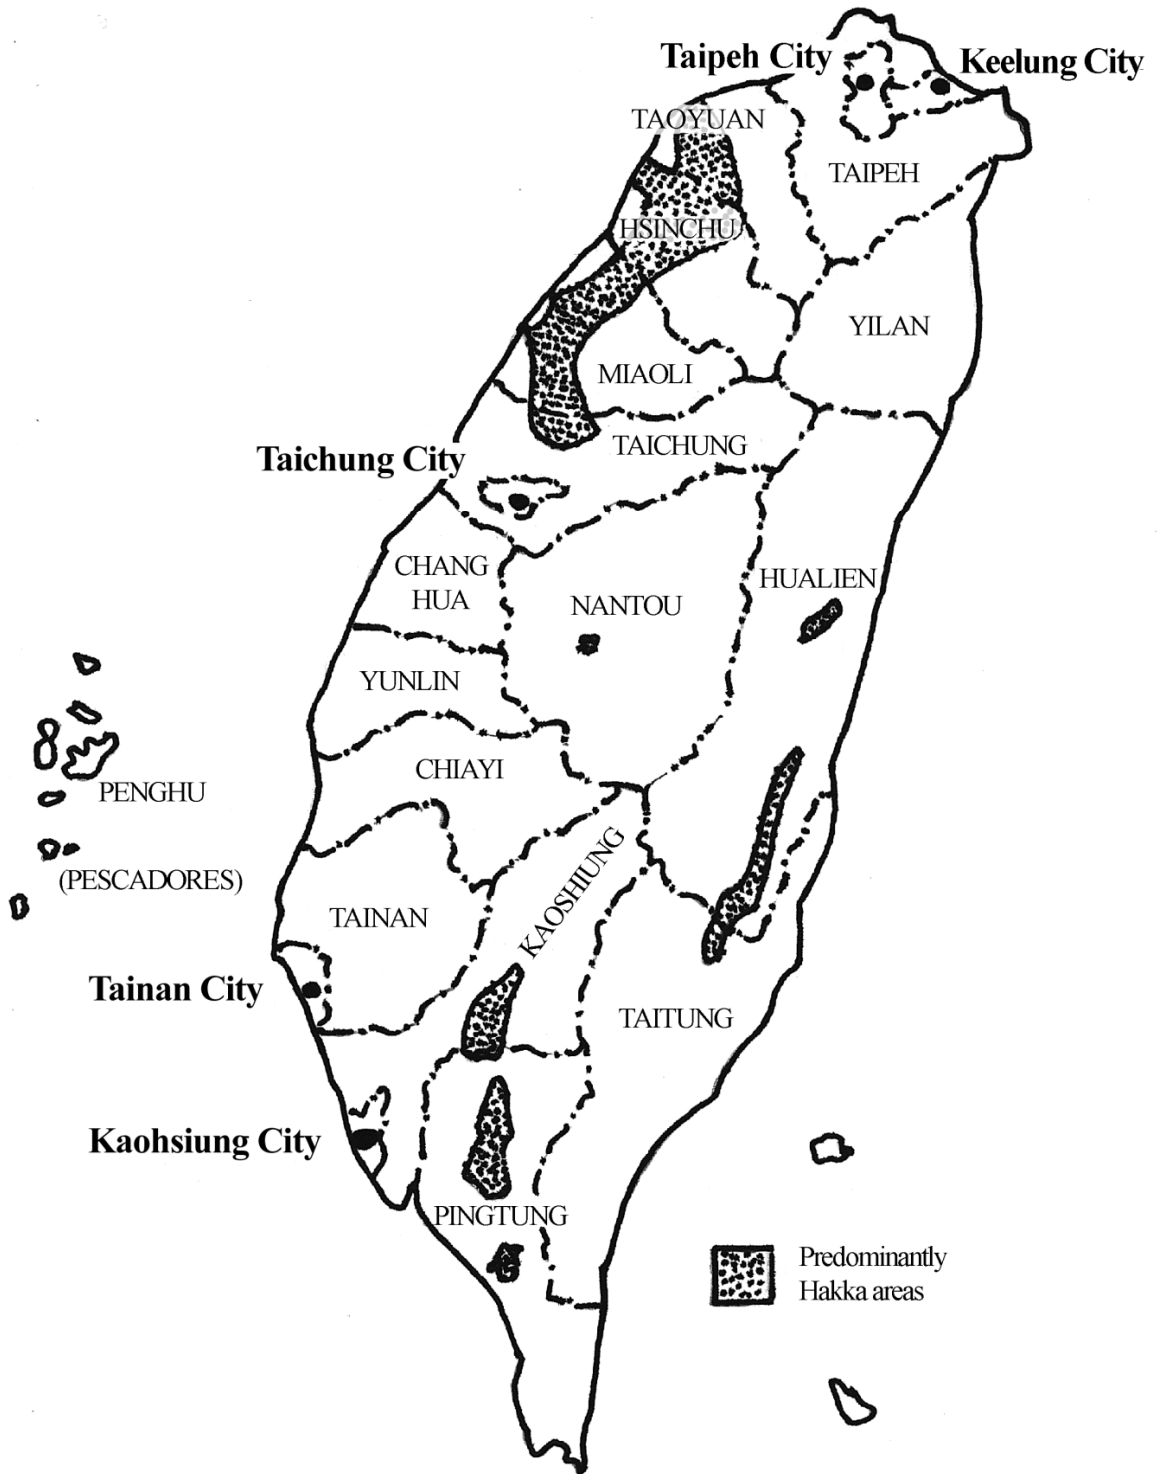 Taipeh City
Keelung City
TAOYUAN
TAIPEH
HSINCHU
YILAN
MIAOLI
TAICHUNG
Taichung City
CHANG
HUA
HUALIEN
NANTOU
YUNLIN
CHIAYI
PENGHU
(PESCADORES)
KAOSHIUNG
TAINAN
Tainan City
TAITUNG
Kaohsiung City
PINGTUNG
Predominantly
Hakka areas